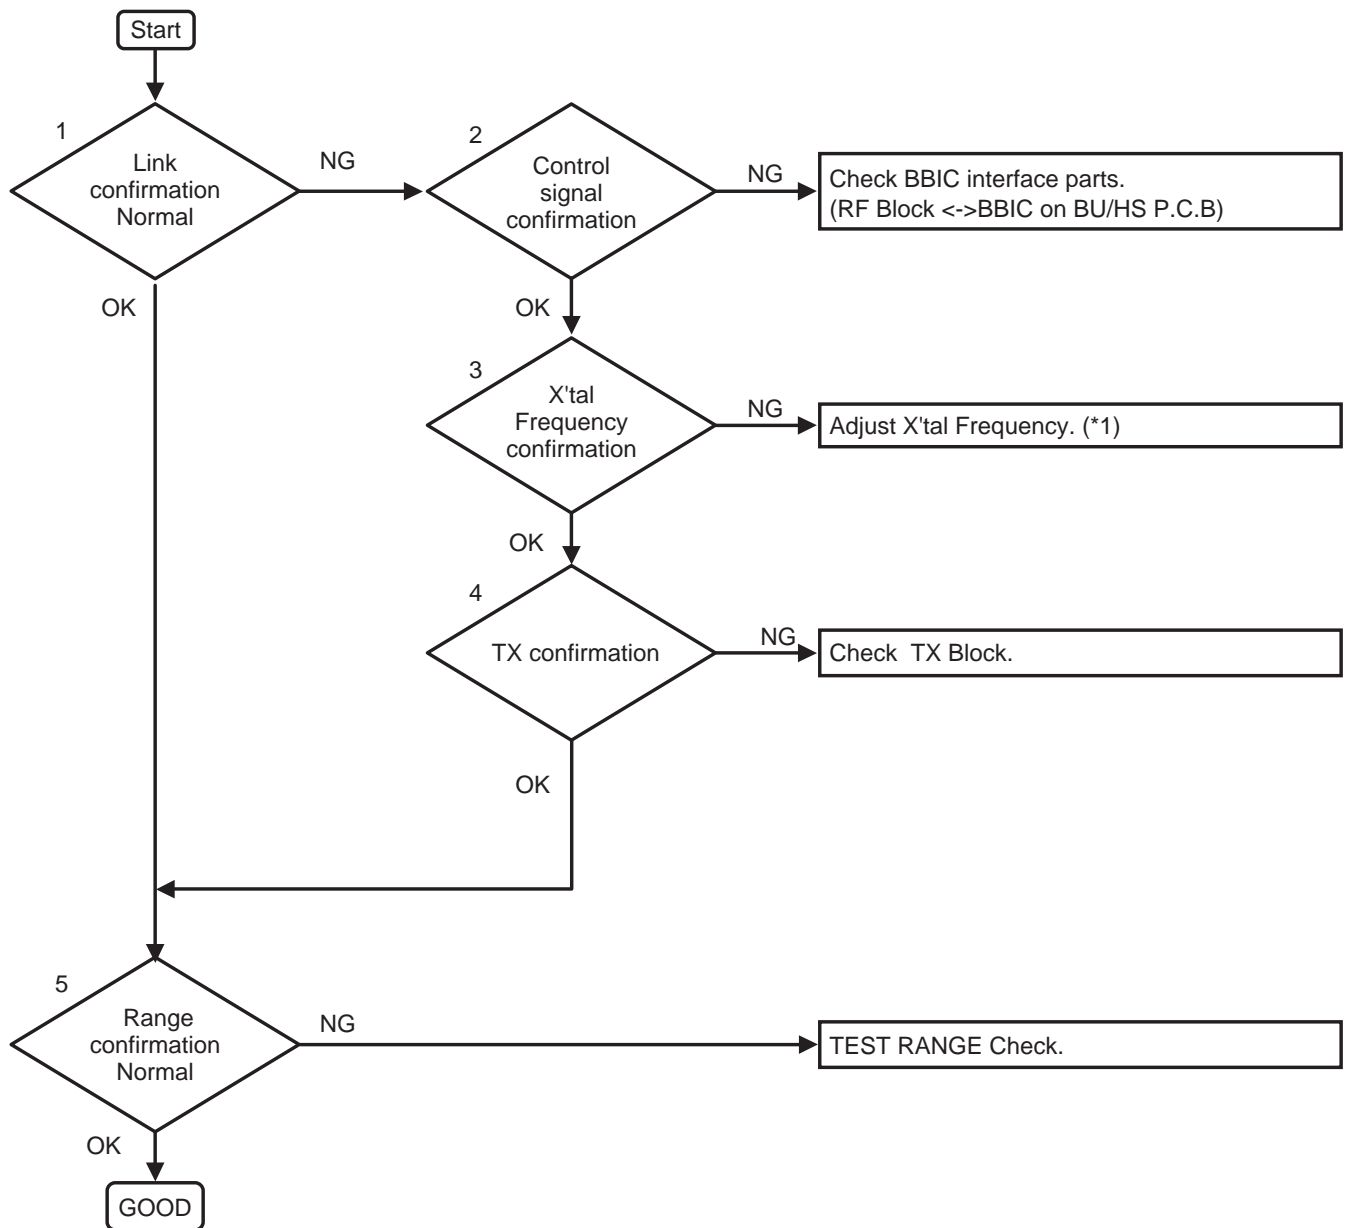 Start
1
Link
confirmation
Normal
NG
2
Control
signal
confirmation
NG
Check BBIC interface parts.
(RF Block <->BBIC on BU/HS P.C.B)
OK
OK
3
X'tal
Frequency
confirmation
NG
Adjust X'tal Frequency. (*1)
OK
4
TX confirmation
NG
Check TX Block.
OK
5
Range
confirmation
Normal
NG
TEST RANGE Check.
OK
GOOD